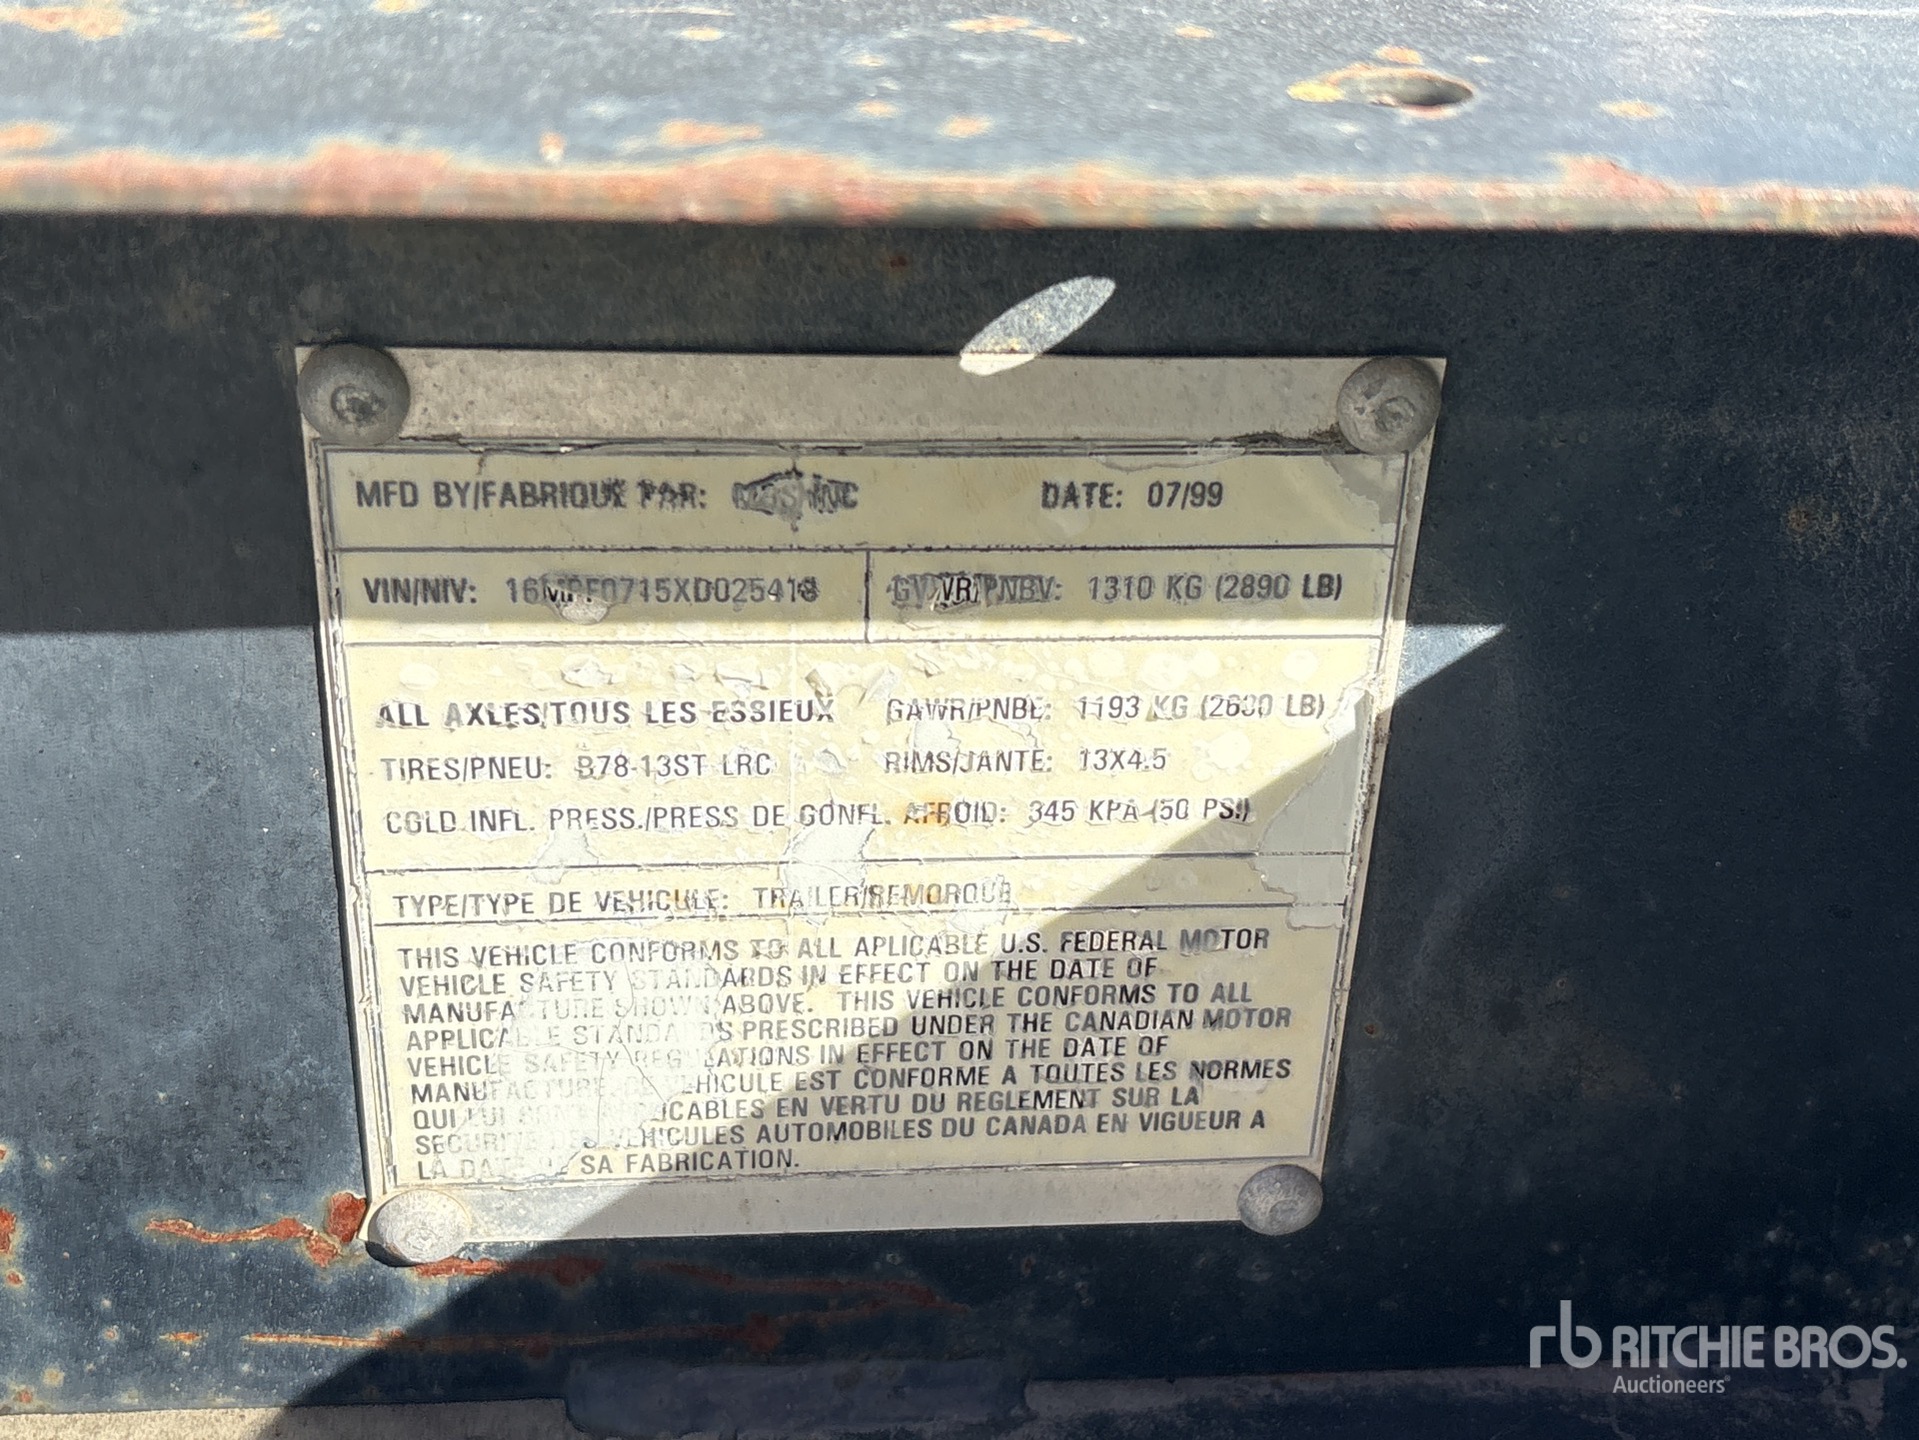 MFD BY/FABRIQUE PAR: INC DATE: 07/99
VIN/NIV: GVWR/PNBV: 1310 KG (2890 LB)
ALL AXLES/TOUS LES ESSIEUX GAWR/PNBE: 1193 KG (2630 LB)
TIRES/PNEU: B78-13ST LRC RIMS/JANTE: 13X4.5
COLD INFL. PRESS./PRESS DE GONFL. AFROID: 345 KPA (50 PSI)
TYPE/TYPE DE VEHICULE: TRAILER/REMORQUE
THIS VEHICLE CONFORMS TO ALL APLICABLE U.S. FEDERAL MOTOR
VEHICLE SAFETY STANDARDS IN EFFECT ON THE DATE OF
MANUFACTURE SHOWN ABOVE. THIS VEHICLE CONFORMS TO ALL
APPLICABLE STANDARDS PRESCRIBED UNDER THE CANADIAN MOTOR
VEHICLE SAFETY REGULATIONS IN EFFECT ON THE DATE OF
MANUFACTURE. VEHICULE EST CONFORME A TOUTES LES NORMES
QUI LUI SONT APPLICABLES EN VERTU DU REGLEMENT SUR LA
SECURITE DES VEHICULES AUTOMOBILES DU CANADA EN VIGUEUR A
LA DATE DE SA FABRICATION.
rb RITCHIE BROS.
Auctioneers